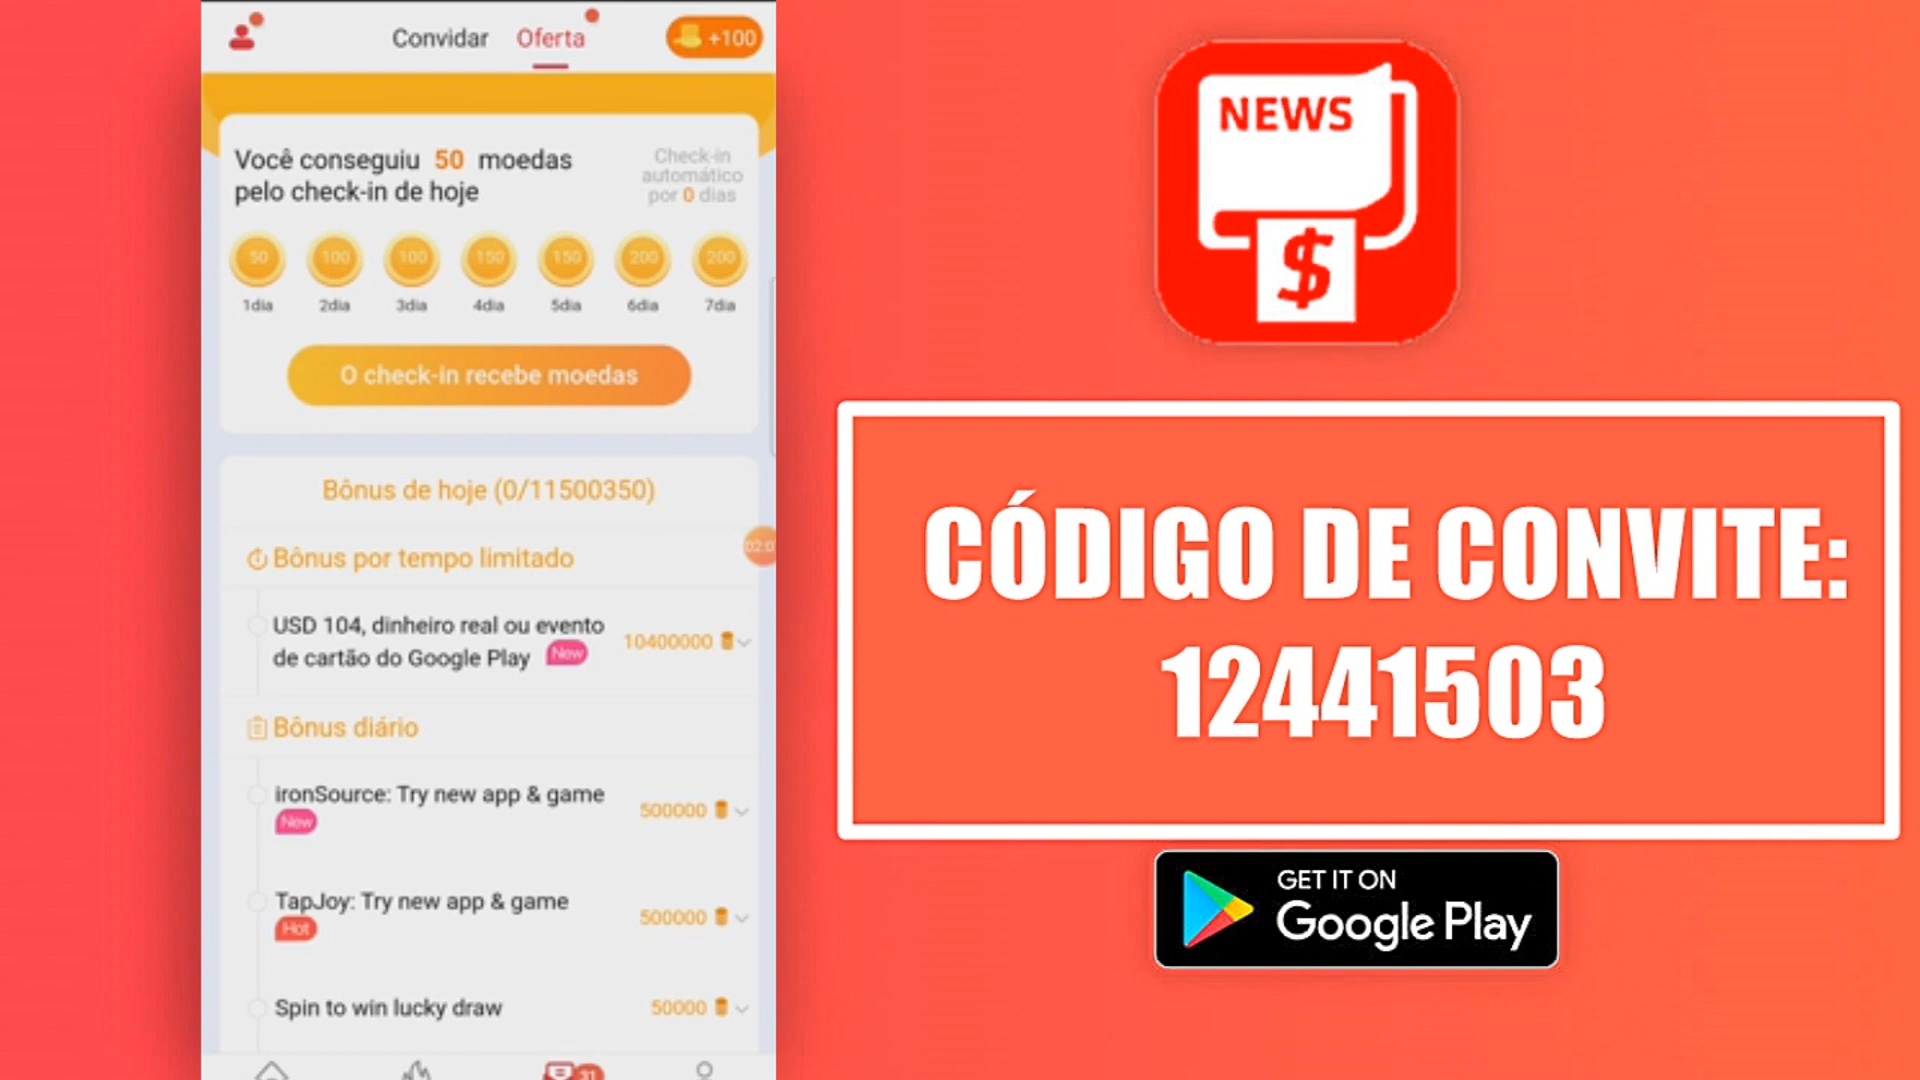 Convidar
Oferta
+100
Você conseguiu 50 moedas
pelo check-in de hoje
Check-in
automático
por 0 dias
50
100
100
150
150
200
200
1dia
2dia
3dia
4dia
5dia
6dia
7dia
O check-in recebe moedas
Bônus de hoje (0/11500350)
Bônus por tempo limitado
USD 104, dinheiro real ou evento
de cartão do Google Play New
10400000
Bônus diário
ironSource: Try new app & game
New
500000
TapJoy: Try new app & game
Hot
500000
Spin to win lucky draw
50000
31
NEWS
$
CÓDIGO DE CONVITE:
12441503
GET IT ON
Google Play